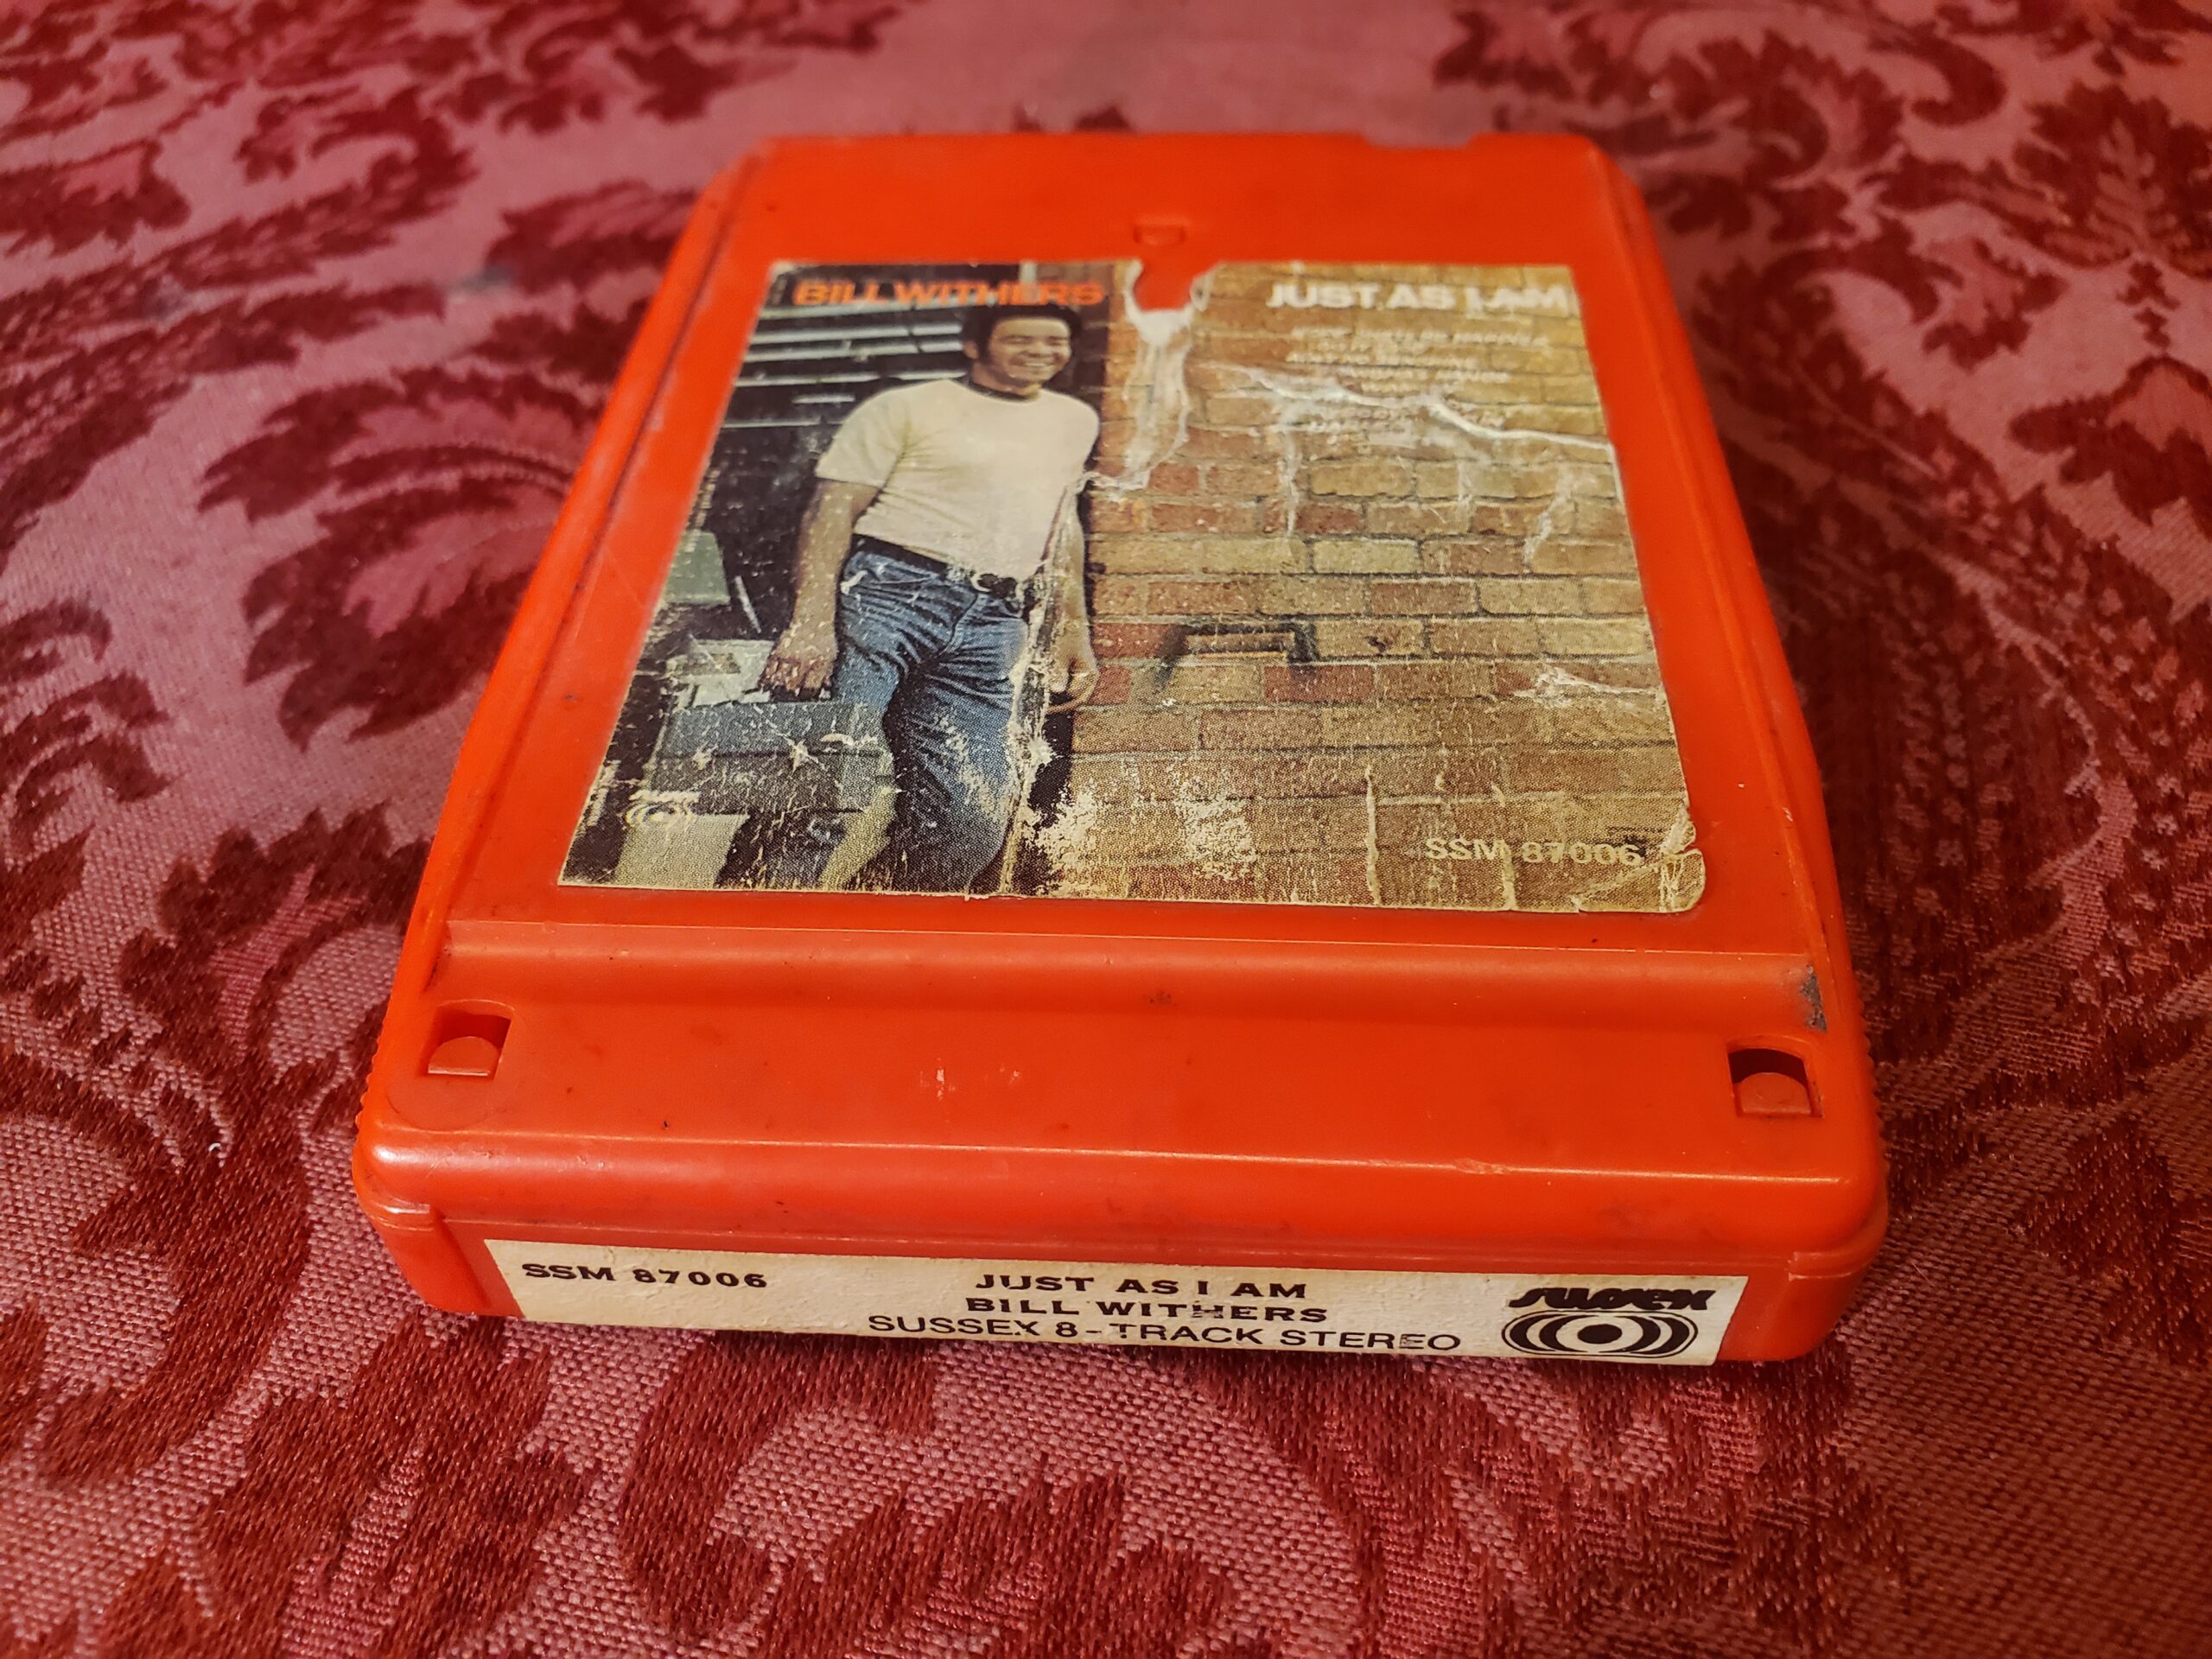 BILL WITHERS
JUST AS I AM
SSM 87006
SSM 87006
JUST AS I AM
BILL WITHERS
SUSSEX 8-TRACK STEREO
sussex